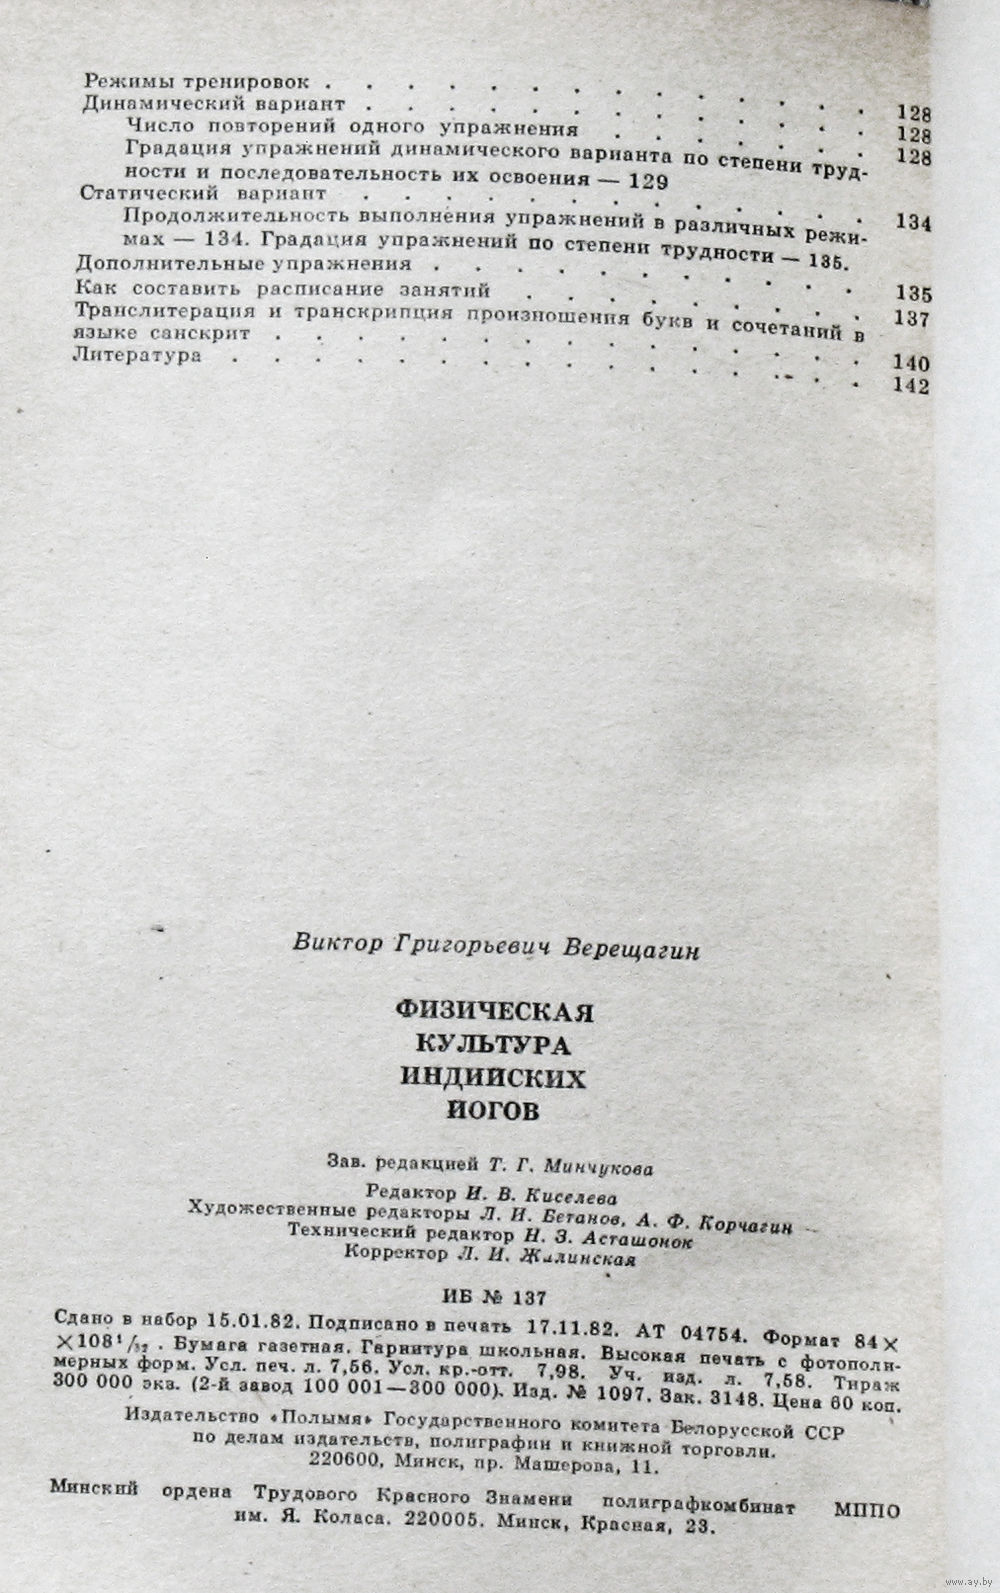 Режимы тренировок . . . . . . . . . . . . . . 128
Динамический вариант . . . . . . . . . . . . . 128
Число повторений одного упражнения . . . . . . . 128
Градация упражнений динамического варианта по степени труд-
ности и последовательность их освоения — 129
Статический вариант . . . . . . . . . . . . . 134
Продолжительность выполнения упражнений в различных режи-
мах — 134. Градация упражнений по степени трудности — 135.
Дополнительные упражнения . . . . . . . . . . . 135
Как составить расписание занятий . . . . . . . . . 137
Транслитерация и транскрипция произношения букв и сочетаний в
языке санскрит . . . . . . . . . . . . . . . 140
Литература . . . . . . . . . . . . . . . . 142
Виктор Григорьевич Верещагин
ФИЗИЧЕСКАЯ
КУЛЬТУРА
ИНДИЙСКИХ
ЙОГОВ
Зав. редакцией Т. Г. Минчукова
Редактор И. В. Киселева
Художественные редакторы Л. И. Бетанов, А. Ф. Корчагин
Технический редактор Н. З. Асташонок
Корректор Л. И. Жалинская
ИБ № 137
Сдано в набор 15.01.82. Подписано в печать 17.11.82. АТ 04754. Формат 84×
×108¹/₃₂. Бумага газетная. Гарнитура школьная. Высокая печать с фотополи-
мерных форм. Усл. печ. л. 7,56. Усл. кр.-отт. 7,98. Уч. изд. л. 7,58. Тираж
300 000 экз. (2-й завод 100 001—300 000). Изд. № 1097. Зак. 3148. Цена 60 коп.
Издательство «Полымя» Государственного комитета Белорусской ССР
по делам издательств, полиграфии и книжной торговли.
220600, Минск, пр. Машерова, 11.
Минский ордена Трудового Красного Знамени полиграфкомбинат МППО
им. Я. Коласа. 220005. Минск, Красная, 23.
www.ay.by